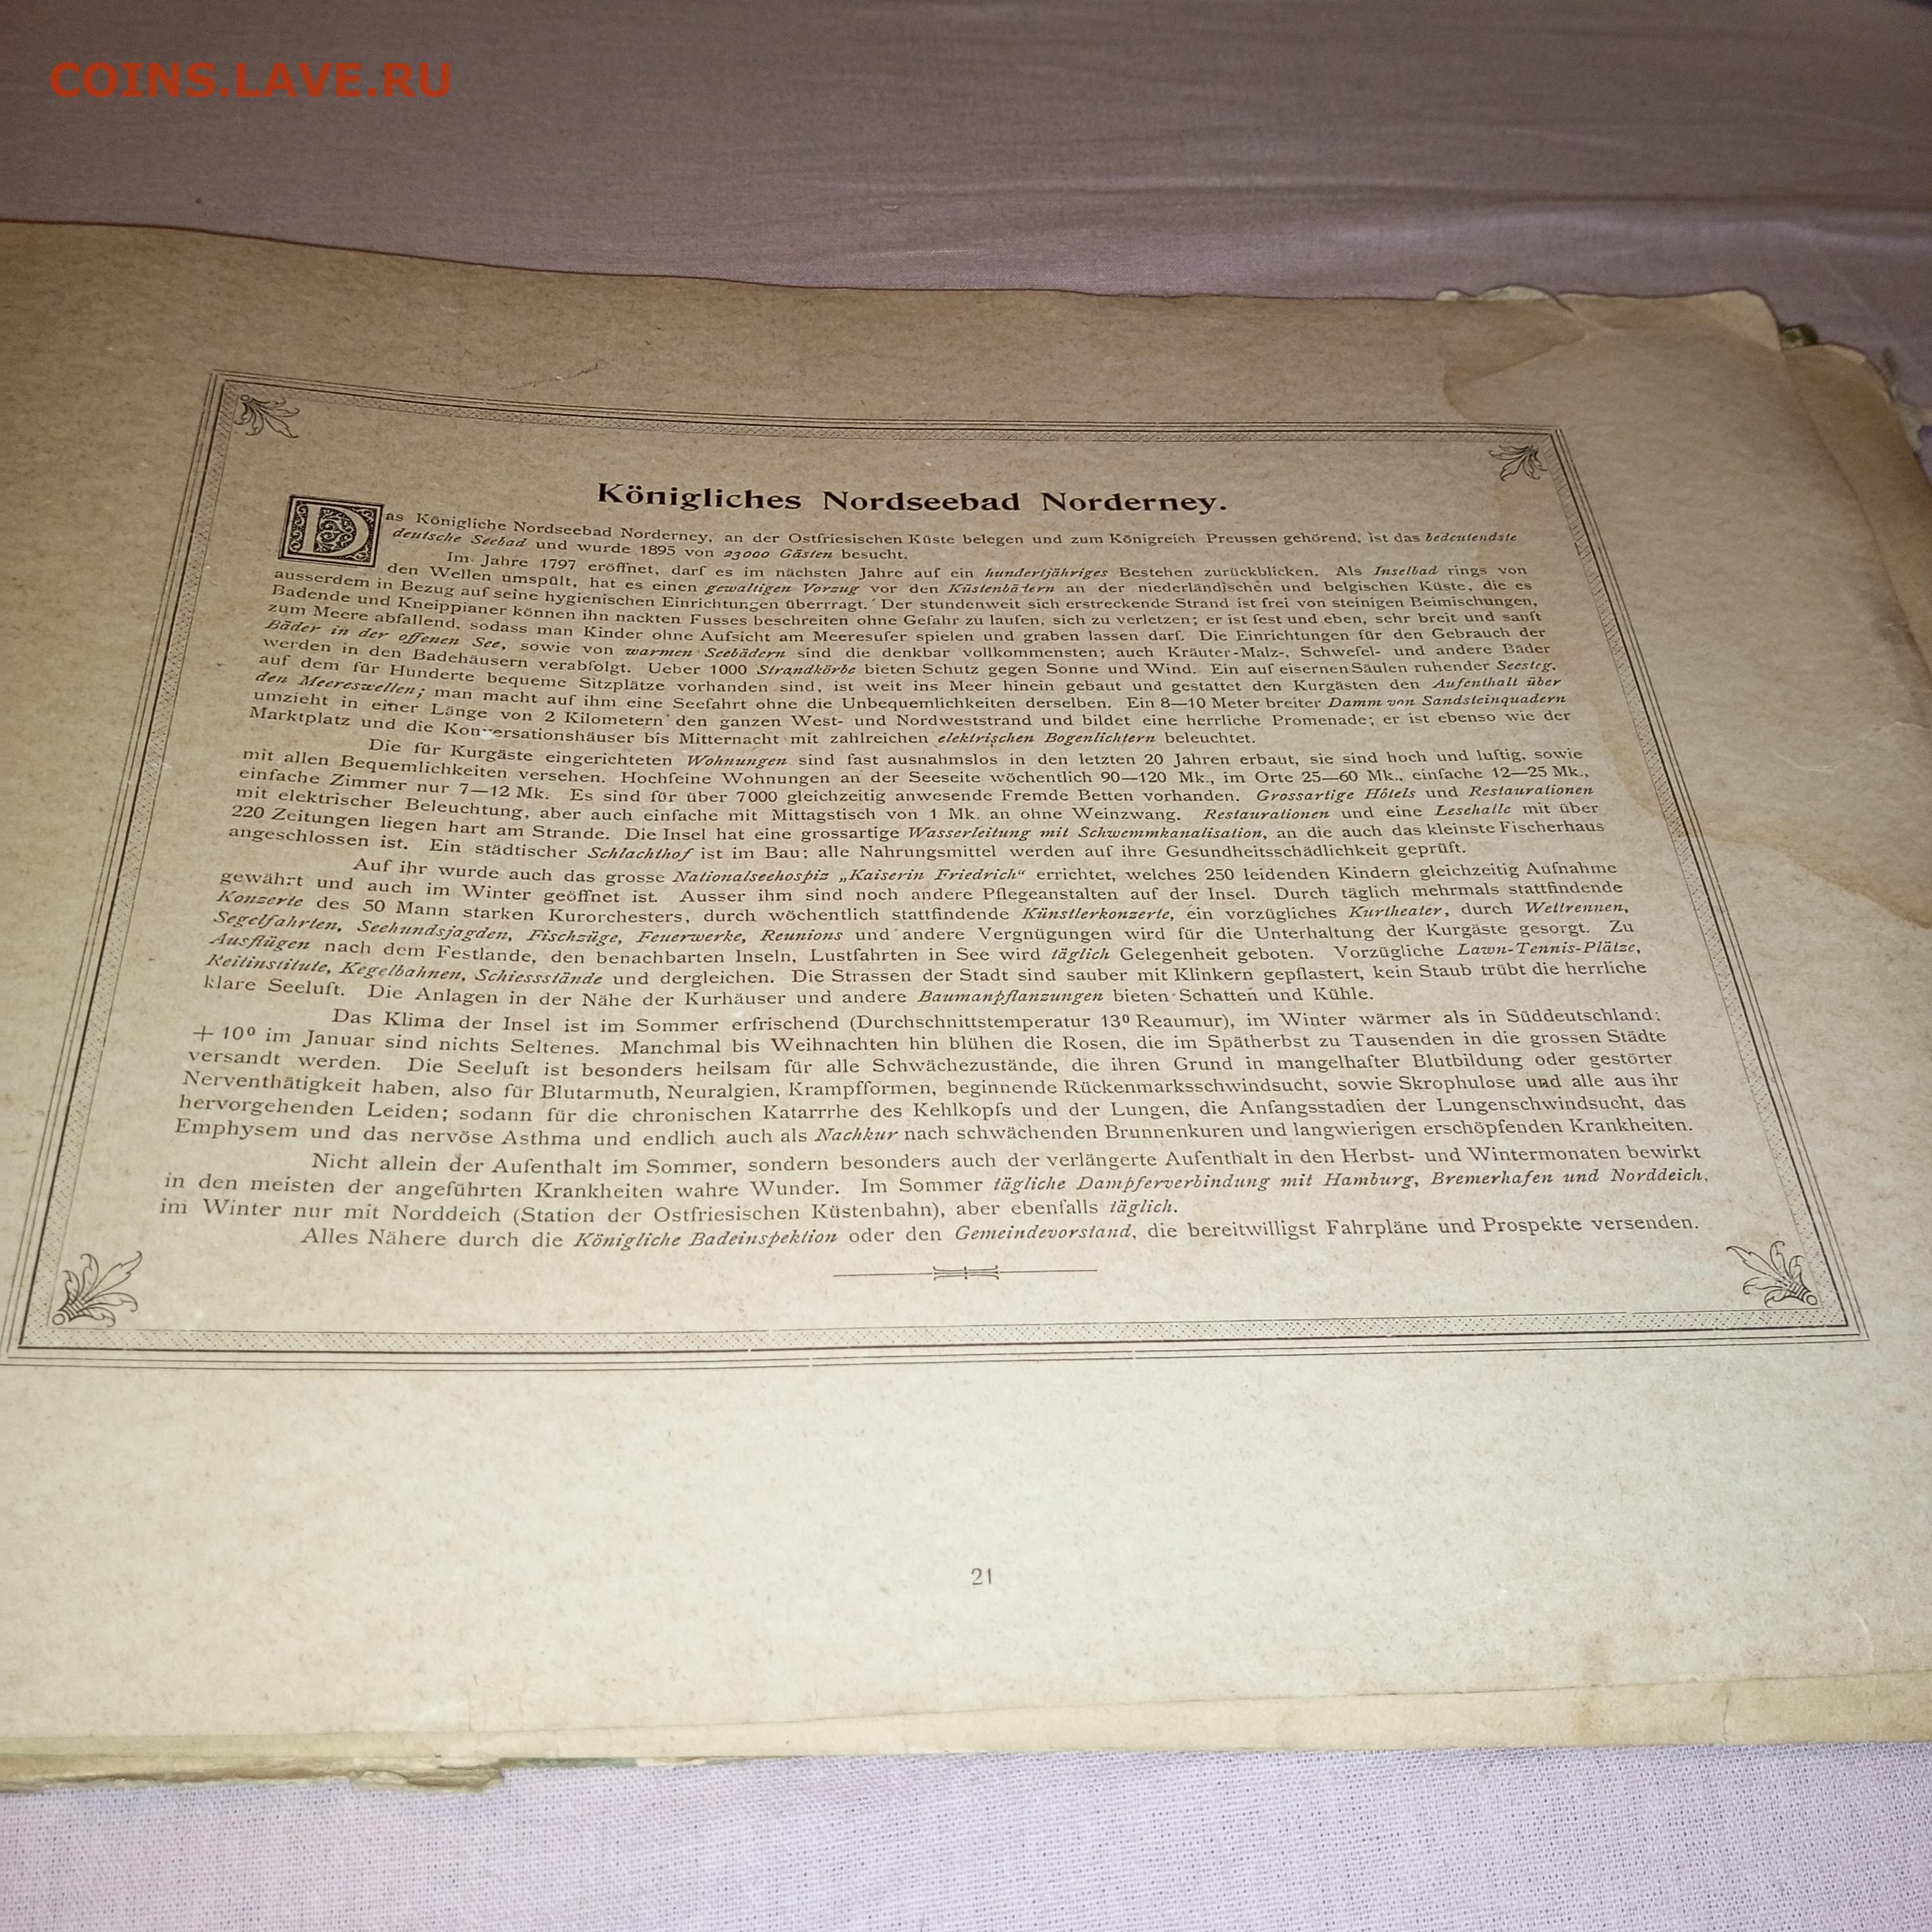 COINS.LAVE.RU
Königliches Nordseebad Norderney.
Das Königliche Nordseebad Norderney, an der Ostfriesischen Küste belegen und zum Königreich Preussen gehörend, ist das bedeutendste
deutsche Seebad und wurde 1895 von 23000 Gästen besucht.
Im Jahre 1797 eröffnet, darf es im nächsten Jahre auf ein hundertjähriges Bestehen zurückblicken. Als Inselbad rings von
den Wellen umspült, hat es einen gewaltigen Vorzug vor den Küstenbädern an der niederländischen und belgischen Küste, die es
ausserdem in Bezug auf seine hygienischen Einrichtungen überrragt. Der stundenweit sich erstreckende Strand ist frei von steinigen Beimischungen,
Badende und Kneippianer können ihn nackten Fusses beschreiten ohne Gefahr zu laufen, sich zu verletzen; er ist fest und eben, sehr breit und sanft
zum Meere abfallend, sodass man Kinder ohne Aufsicht am Meeresufer spielen und graben lassen darf. Die Einrichtungen für den Gebrauch der
Bäder in der offenen See, sowie von warmen Seebädern sind die denkbar vollkommensten; auch Kräuter-Malz-, Schwefel- und andere Bäder
werden in den Badehäusern verabfolgt. Ueber 1000 Strandkörbe bieten Schutz gegen Sonne und Wind. Ein auf eisernen Säulen ruhender Seesteg,
auf dem für Hunderte bequeme Sitzplätze vorhanden sind, ist weit ins Meer hinein gebaut und gestattet den Kurgästen den Aufenthalt über
den Meereswellen; man macht auf ihm eine Seefahrt ohne die Unbequemlichkeiten derselben. Ein 8—10 Meter breiter Damm von Sandsteinquadern
umzieht in einer Länge von 2 Kilometern den ganzen West- und Nordweststrand und bildet eine herrliche Promenade; er ist ebenso wie der
Marktplatz und die Konversationshäuser bis Mitternacht mit zahlreichen elektrischen Bogenlichtern beleuchtet.
Die für Kurgäste eingerichteten Wohnungen sind fast ausnahmslos in den letzten 20 Jahren erbaut, sie sind hoch und luftig, sowie
mit allen Bequemlichkeiten versehen. Hochfeine Wohnungen an der Seeseite wöchentlich 90—120 Mk., im Orte 25—60 Mk., einfache 12—25 Mk.,
einfache Zimmer nur 7—12 Mk. Es sind für über 7000 gleichzeitig anwesende Fremde Betten vorhanden. Grossartige Hôtels und Restaurationen
mit elektrischer Beleuchtung, aber auch einfache mit Mittagstisch von 1 Mk. an ohne Weinzwang. Restaurationen und eine Lesehalle mit über
220 Zeitungen liegen hart am Strande. Die Insel hat eine grossartige Wasserleitung mit Schwemmkanalisation, an die auch das kleinste Fischerhaus
angeschlossen ist. Ein städtischer Schlachthof ist im Bau; alle Nahrungsmittel werden auf ihre Gesundheitsschädlichkeit geprüft.
Auf ihr wurde auch das grosse Nationalseehospiz „Kaiserin Friedrich“ errichtet, welches 250 leidenden Kindern gleichzeitig Aufnahme
gewährt und auch im Winter geöffnet ist. Ausser ihm sind noch andere Pflegeanstalten auf der Insel. Durch täglich mehrmals stattfindende
Konzerte des 50 Mann starken Kurorchesters, durch wöchentlich stattfindende Künstlerkonzerte, ein vorzügliches Kurtheater, durch Wettrennen,
Segelfahrten, Seehundsjagden, Fischzüge, Feuerwerke, Reunions und andere Vergnügungen wird für die Unterhaltung der Kurgäste gesorgt. Zu
Ausflügen nach dem Festlande, den benachbarten Inseln, Lustfahrten in See wird täglich Gelegenheit geboten. Vorzügliche Lawn-Tennis-Plätze,
Reitinstitute, Kegelbahnen, Schiessstände und dergleichen. Die Strassen der Stadt sind sauber mit Klinkern gepflastert, kein Staub trübt die herrliche
klare Seeluft. Die Anlagen in der Nähe der Kurhäuser und andere Baumanpflanzungen bieten Schatten und Kühle.
Das Klima der Insel ist im Sommer erfrischend (Durchschnittstemperatur 13⁰ Reaumur), im Winter wärmer als in Süddeutschland;
+ 10⁰ im Januar sind nichts Seltenes. Manchmal bis Weihnachten hin blühen die Rosen, die im Spätherbst zu Tausenden in die grossen Städte
versandt werden. Die Seeluft ist besonders heilsam für alle Schwächezustände, die ihren Grund in mangelhafter Blutbildung oder gestörter
Nerventhätigkeit haben, also für Blutarmuth, Neuralgien, Krampfformen, beginnende Rückenmarksschwindsucht, sowie Skrophulose und alle aus ihr
hervorgehenden Leiden; sodann für die chronischen Katarrrhe des Kehlkopfs und der Lungen, die Anfangsstadien der Lungenschwindsucht, das
Emphysem und das nervöse Asthma und endlich auch als Nachkur nach schwächenden Brunnenkuren und langwierigen erschöpfenden Krankheiten.
Nicht allein der Aufenthalt im Sommer, sondern besonders auch der verlängerte Aufenthalt in den Herbst- und Wintermonaten bewirkt
in den meisten der angeführten Krankheiten wahre Wunder. Im Sommer tägliche Dampferverbindung mit Hamburg, Bremerhafen und Norddeich,
im Winter nur mit Norddeich (Station der Ostfriesischen Küstenbahn), aber ebenfalls täglich.
Alles Nähere durch die Königliche Badeinspektion oder den Gemeindevorstand, die bereitwilligst Fahrpläne und Prospekte versenden.
21